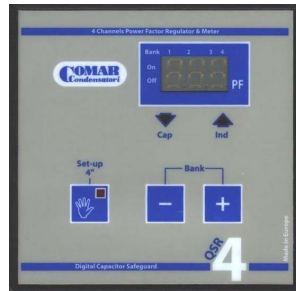 4 Channels Power Factor Regulator & Meter
Bank 1 2 3 4
On
Off
PF
COMAR
Condensatori
Cap Ind
Set-up
4"
Bank
- +
QSR 4
Made in Europe
Digital Capacitor Safeguard